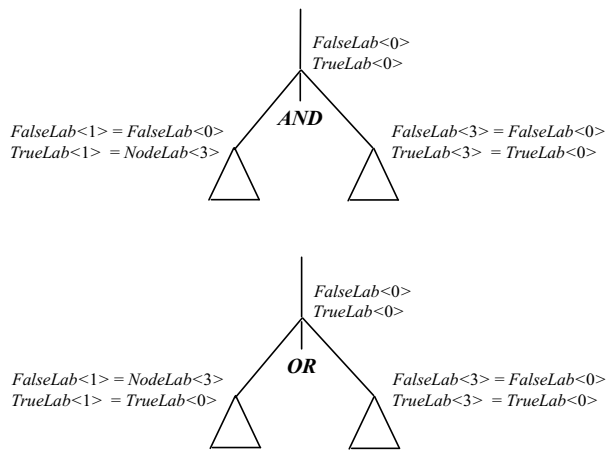 FalseLab<0>
TrueLab<0>
AND
FalseLab<1> = FalseLab<0>
TrueLab<1> = NodeLab<3>
FalseLab<3> = FalseLab<0>
TrueLab<3> = TrueLab<0>
FalseLab<0>
TrueLab<0>
OR
FalseLab<1> = NodeLab<3>
TrueLab<1> = TrueLab<0>
FalseLab<3> = FalseLab<0>
TrueLab<3> = TrueLab<0>